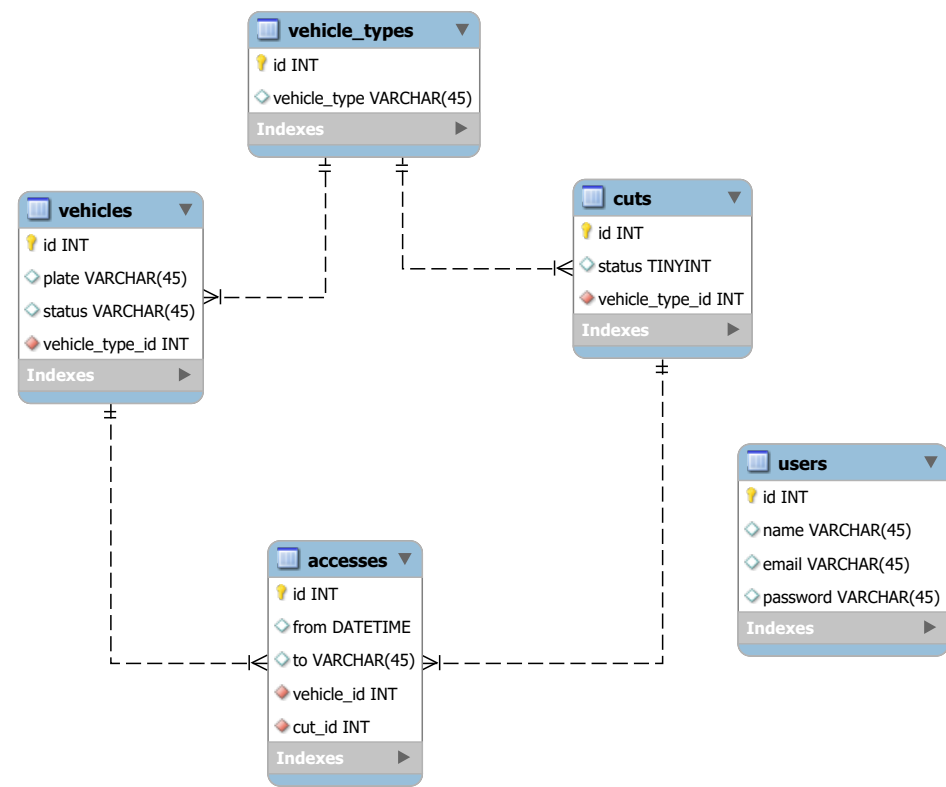 vehicle_types
id INT
vehicle_type VARCHAR(45)
Indexes
vehicles
id INT
plate VARCHAR(45)
status VARCHAR(45)
vehicle_type_id INT
Indexes
cuts
id INT
status TINYINT
vehicle_type_id INT
Indexes
users
id INT
name VARCHAR(45)
email VARCHAR(45)
password VARCHAR(45)
Indexes
accesses
id INT
from DATETIME
to VARCHAR(45)
vehicle_id INT
cut_id INT
Indexes